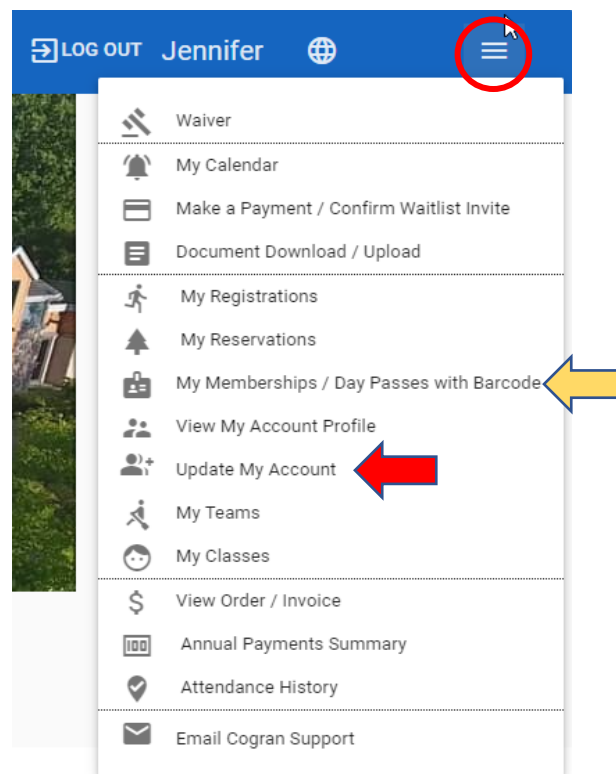 LOG OUT Jennifer
Waiver
My Calendar
Make a Payment / Confirm Waitlist Invite
Document Download / Upload
My Registrations
My Reservations
My Memberships / Day Passes with Barcode
View My Account Profile
Update My Account
My Teams
My Classes
View Order / Invoice
Annual Payments Summary
Attendance History
Email Cogran Support